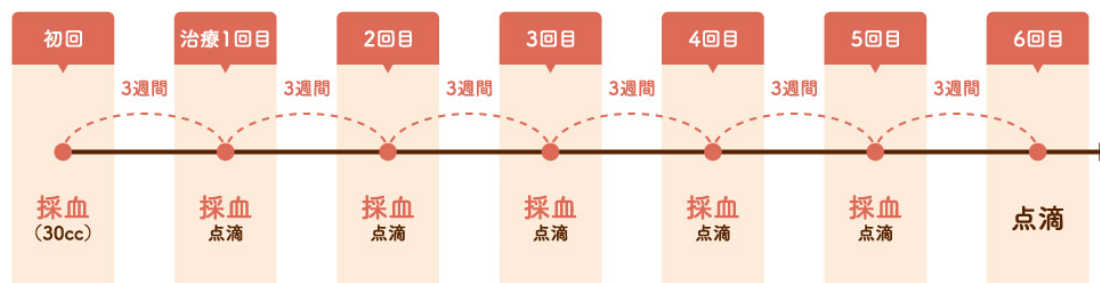 初回
治療1回目
2回目
3回目
4回目
5回目
6回目
3週間
3週間
3週間
3週間
3週間
3週間
採血
(30cc)
採血
点滴
採血
点滴
採血
点滴
採血
点滴
採血
点滴
点滴